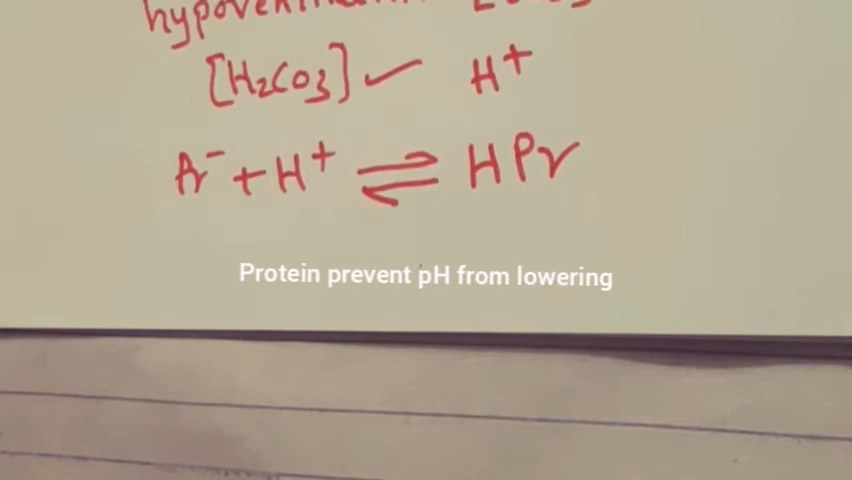 [H₂CO₃] ✓ H⁺
Pr⁻ + H⁺ ⇌ HPr
Protein prevent pH from lowering